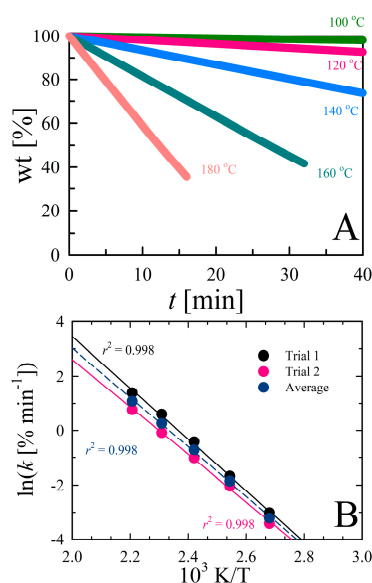 100
80
60
40
20
0
wt [%]
100 °C
120 °C
140 °C
160 °C
180 °C
A
0 10 20 30 40
t [min]
4
2
0
-2
-4
ln(k [% min⁻¹])
r² = 0.998
Trial 1
Trial 2
Average
r² = 0.998
r² = 0.998
B
2.0 2.2 2.4 2.6 2.8 3.0
10³ K/T